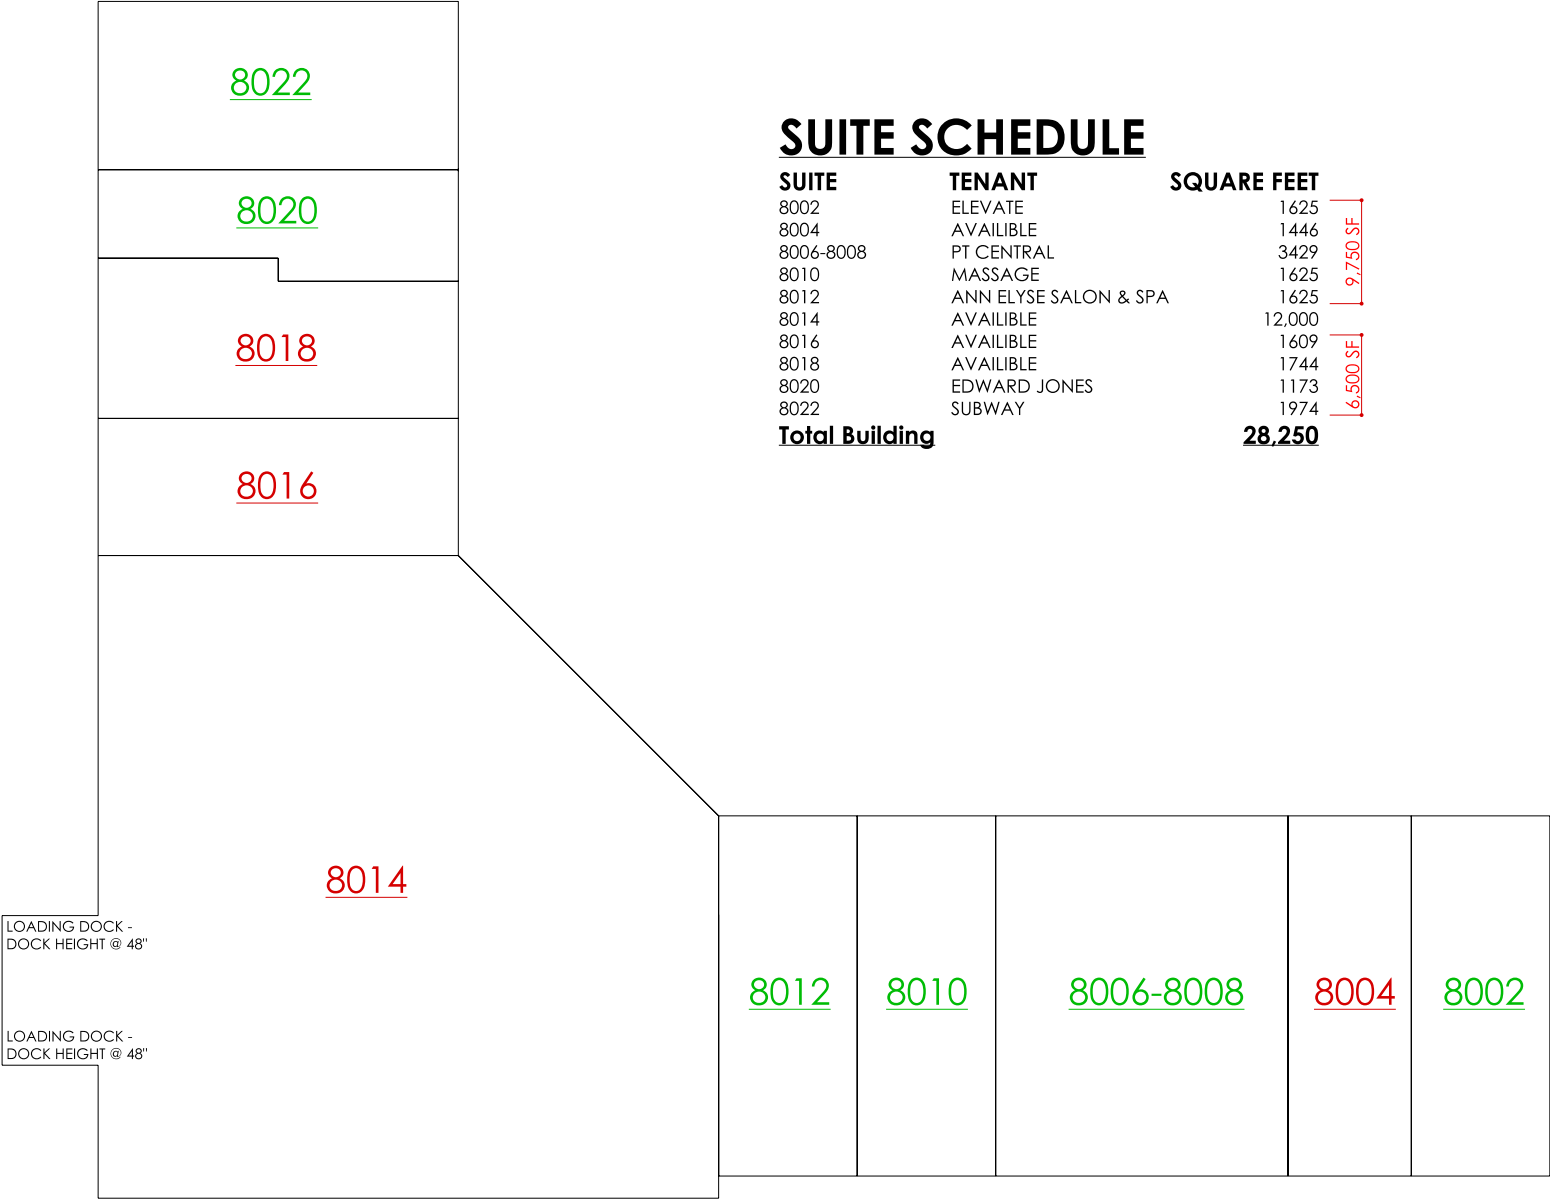 8022
8020
8018
8016
SUITE SCHEDULE
SUITE TENANT SQUARE FEET
8002 ELEVATE 1625
8004 AVAILIBLE 1446
8006-8008 PT CENTRAL 3429
8010 MASSAGE 1625
8012 ANN ELYSE SALON & SPA 1625
9,750 SF
8014 AVAILIBLE 12,000
8016 AVAILIBLE 1609
8018 AVAILIBLE 1744
8020 EDWARD JONES 1173
8022 SUBWAY 1974
6,500 SF
Total Building 28,250
8014
LOADING DOCK -
DOCK HEIGHT @ 48"
LOADING DOCK -
DOCK HEIGHT @ 48"
8012 8010 8006-8008 8004 8002